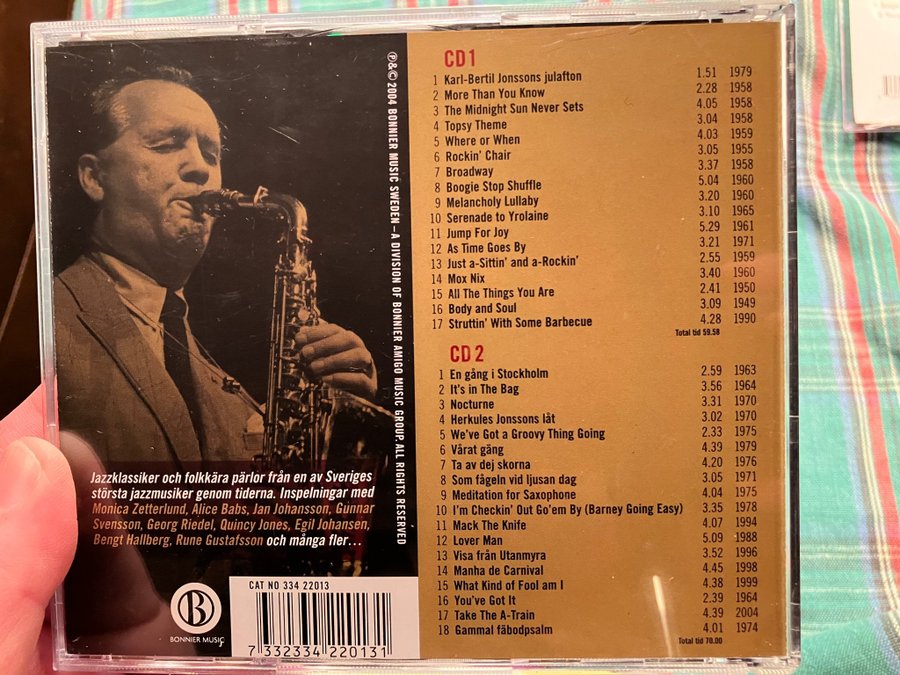 CD 1
1 Karl-Bertil Jonssons julafton 1.51 1979
2 More Than You Know 2.28 1958
3 The Midnight Sun Never Sets 4.05 1958
4 Topsy Theme 3.04 1958
5 Where or When 4.03 1959
6 Rockin' Chair 3.05 1955
7 Broadway 3.37 1958
8 Boogie Stop Shuffle 5.04 1960
9 Melancholy Lullaby 3.20 1960
10 Serenade to Yrolaine 3.10 1965
11 Jump For Joy 5.29 1961
12 As Time Goes By 3.21 1971
13 Just a-Sittin' and a-Rockin' 2.55 1959
14 Mox Nix 3.40 1960
15 All The Things You Are 2.41 1950
16 Body and Soul 3.09 1949
17 Struttin' With Some Barbecue 4.28 1990
Total tid 59.58
CD 2
1 En gång i Stockholm 2.59 1963
2 It's in The Bag 3.56 1964
3 Nocturne 3.31 1970
4 Herkules Jonssons låt 3.02 1970
5 We've Got a Groovy Thing Going 2.33 1975
6 Vårat gäng 4.39 1979
7 Ta av dej skorna 4.20 1976
8 Som fågeln vid ljusan dag 3.05 1971
9 Meditation for Saxophone 4.04 1975
10 I'm Checkin' Out Go'em By (Barney Going Easy) 3.35 1978
11 Mack The Knife 4.07 1994
12 Lover Man 5.09 1988
13 Visa från Utanmyra 3.52 1996
14 Manha de Carnival 4.45 1998
15 What Kind of Fool am I 4.38 1999
16 You've Got It 2.39 1964
17 Take The A-Train 4.39 2004
18 Gammal fäbodpsalm 4.01 1974
Total tid 70.00
℗&© 2004 BONNIER MUSIC SWEDEN – A DIVISION OF BONNIER AMIGO MUSIC GROUP. ALL RIGHTS RESERVED
Jazzklassiker och folkkära pärlor från en av Sveriges
största jazzmusiker genom tiderna. Inspelningar med
Monica Zetterlund, Alice Babs, Jan Johansson, Gunnar
Svensson, Georg Riedel, Quincy Jones, Egil Johansen,
Bengt Hallberg, Rune Gustafsson och många fler...
B
BONNIER MUSIC
CAT NO 334 22013
7 332334 220131